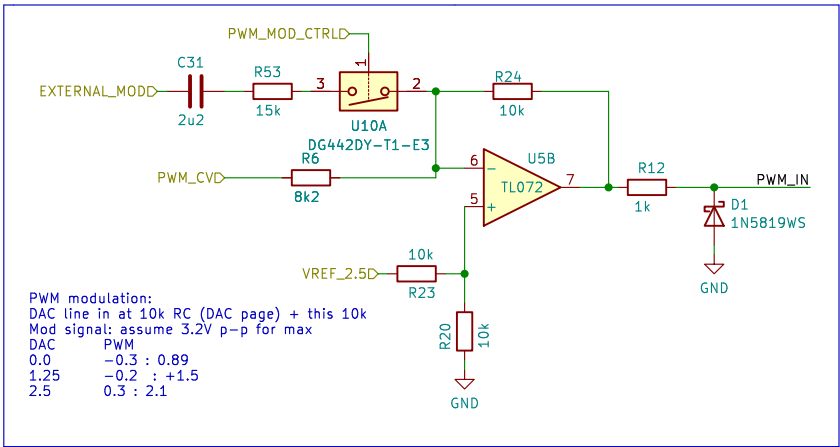 PWM_MOD_CTRL
C31
R53
1
3
2
R24
EXTERNAL_MOD
2u2
15k
10k
U10A
DG442DY-T1-E3
R6
U5B
PWM_CV
8k2
6
TL072
7
R12
PWM_IN
5
1k
D1
1N5819WS
10k
VREF_2.5
R23
GND
R20
10k
GND
PWM modulation:
DAC line in at 10k RC (DAC page) + this 10k
Mod signal: assume 3.2V p-p for max
DAC PWM
0.0 -0.3 : 0.89
1.25 -0.2 : +1.5
2.5 0.3 : 2.1